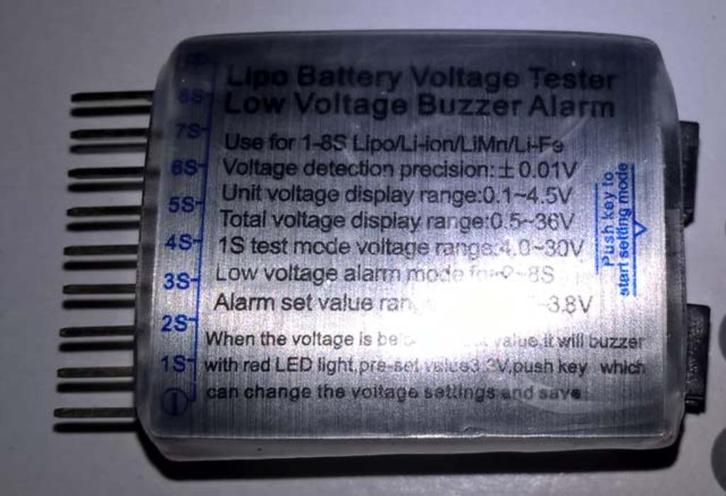 Lipo Battery Voltage Tester
Low Voltage Buzzer Alarm
Use for 1-8S Lipo/Li-ion/LiMn/Li-Fe
Voltage detection precision:±0.01V
Unit voltage display range:0.1~4.5V
Total voltage display range:0.5~36V
1S test mode voltage range:4.0~30V
Low voltage alarm mode for 2~8S
Alarm set value 3.8V
When the voltage is value,it will buzzer
with red LED light,pre-set value3.3V,push key which
can change the voltage settings and save
8S
7S
6S
5S
4S
3S
2S
1S
Push key to
start setting mode